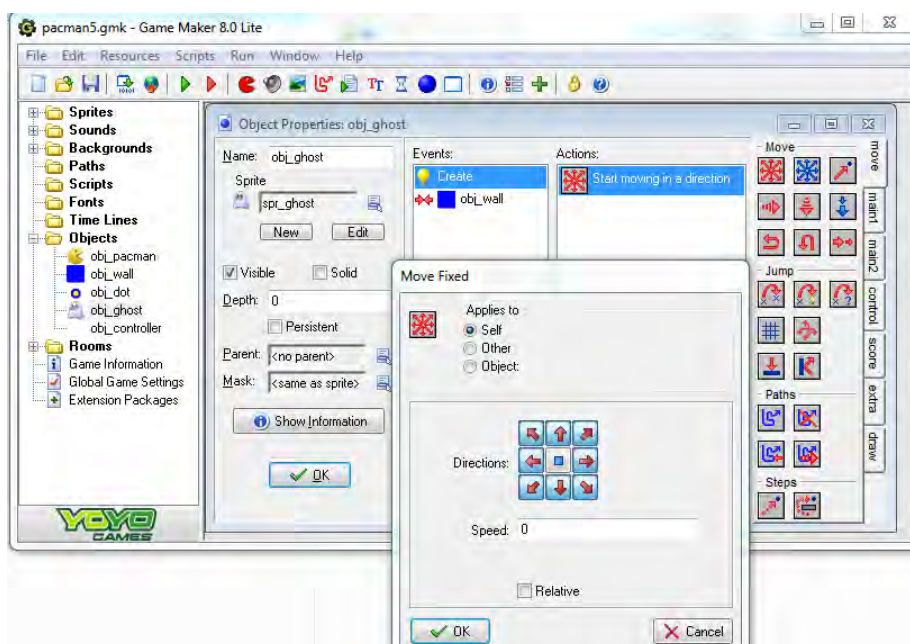 pacman5.gmk - Game Maker 8.0 Lite
File Edit Resources Scripts Run Window Help
Sprites
Sounds
Backgrounds
Paths
Scripts
Fonts
Time Lines
Objects
obj_pacman
obj_wall
obj_dot
obj_ghost
obj_controller
Rooms
Game Information
Global Game Settings
Extension Packages
YOYO
GAMES
Object Properties: obj_ghost
Name: obj_ghost
Sprite
spr_ghost
New Edit
Visible Solid
Depth: 0
Persistent
Parent: <no parent>
Mask: <same as sprite>
Show Information
OK
Events:
Create
obj_wall
Actions:
Start moving in a direction
Move
Jump
Paths
Steps
move
main1
main2
control
score
extra
draw
Move Fixed
Applies to
Self
Other
Object:
Directions:
Speed: 0
Relative
OK Cancel